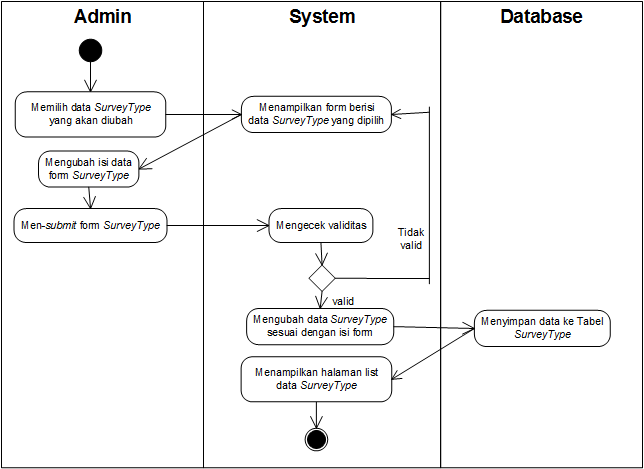 Admin
System
Database
Memilih data SurveyType
yang akan diubah
Menampilkan form berisi
data SurveyType yang dipilih
Mengubah isi data
form SurveyType
Men-submit form SurveyType
Mengecek validitas
Tidak
valid
valid
Mengubah data SurveyType
sesuai dengan isi form
Menyimpan data ke Tabel
SurveyType
Menampilkan halaman list
data SurveyType